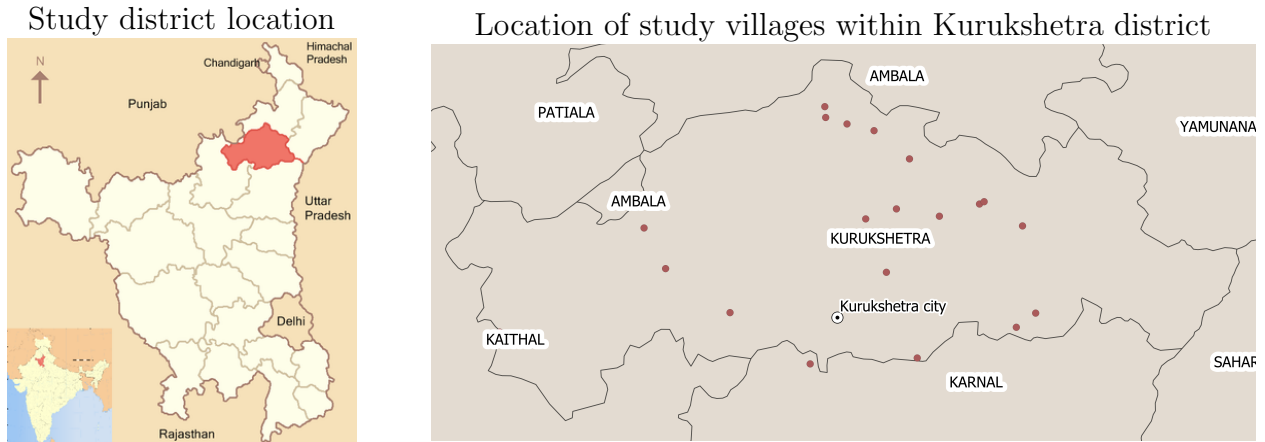 Study district location
Location of study villages within Kurukshetra district
Himachal
Pradesh
Chandigarh
N
Punjab
Uttar
Pradesh
Delhi
Rajasthan
AMBALA
PATIALA
YAMUNANA
AMBALA
KURUKSHETRA
Kurukshetra city
KAITHAL
SAHAR
KARNAL